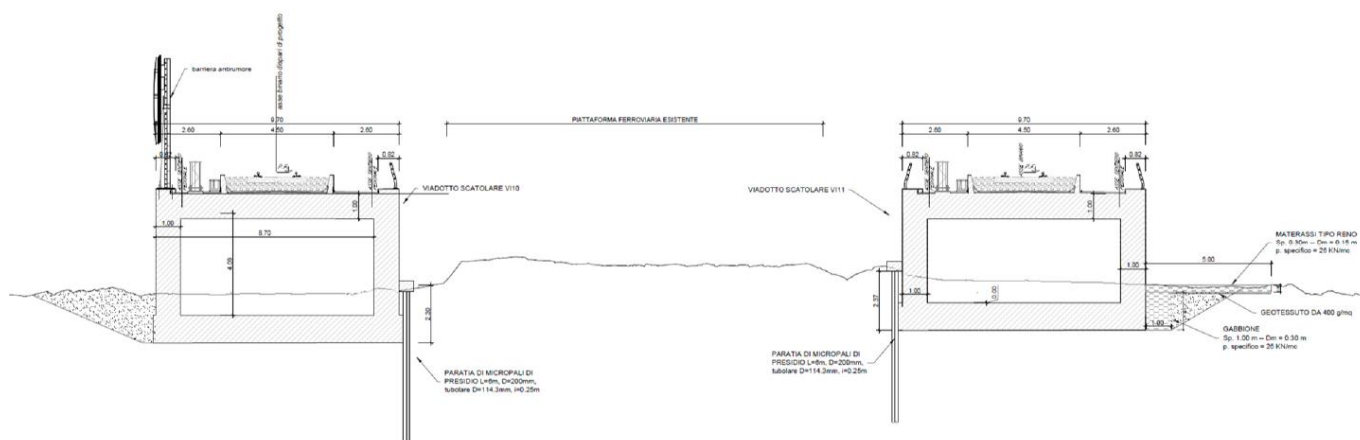 barriera antirumore
asse binario dispari di progetto
9.70
2.60
4.50
2.60
0.82
PIATTAFORMA FERROVIARIA ESISTENTE
9.70
2.60
4.50
2.60
0.82
0.82
VIADOTTO SCATOLARE VI10
VIADOTTO SCATOLARE VI11
1.00
1.00
8.70
4.00
1.00
1.00
1.00
2.30
2.37
5.00
1.00
MATERASSI TIPO RENO
Sp. 0.30m – Dm = 0.15 m
p. specifico = 26 KN/mc
GEOTESSUTO DA 400 g/mq
GABBIONE
Sp. 1.00 m – Dm = 0.30 m
p. specifico = 26 KN/mc
PARATIA DI MICROPALI DI
PRESIDIO L=6m, D=200mm,
tubolare D=114.3mm, i=0.25m
PARATIA DI MICROPALI DI
PRESIDIO L=6m, D=200mm,
tubolare D=114.3mm, i=0.25m